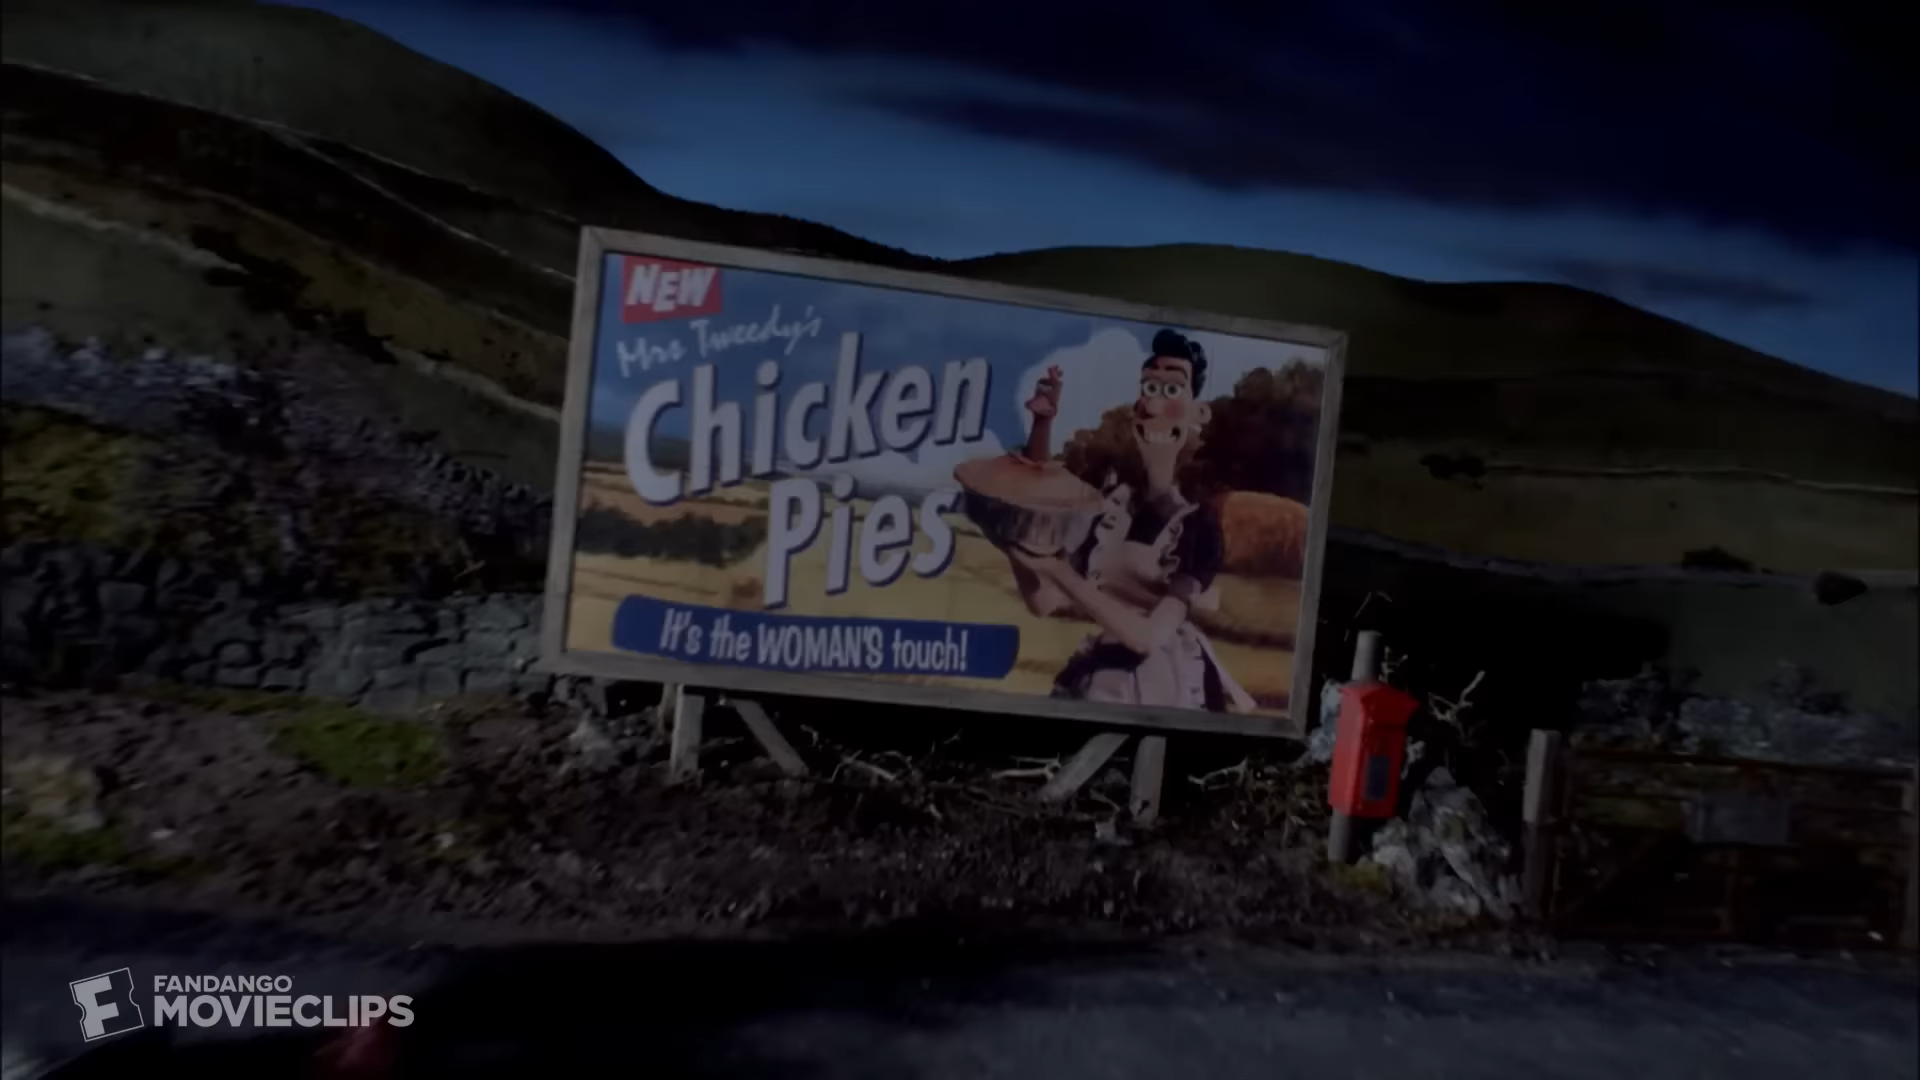 NEW
Mrs Tweedy's
Chicken
Pies
It's the WOMAN'S touch!
FANDANGO
MOVIECLIPS